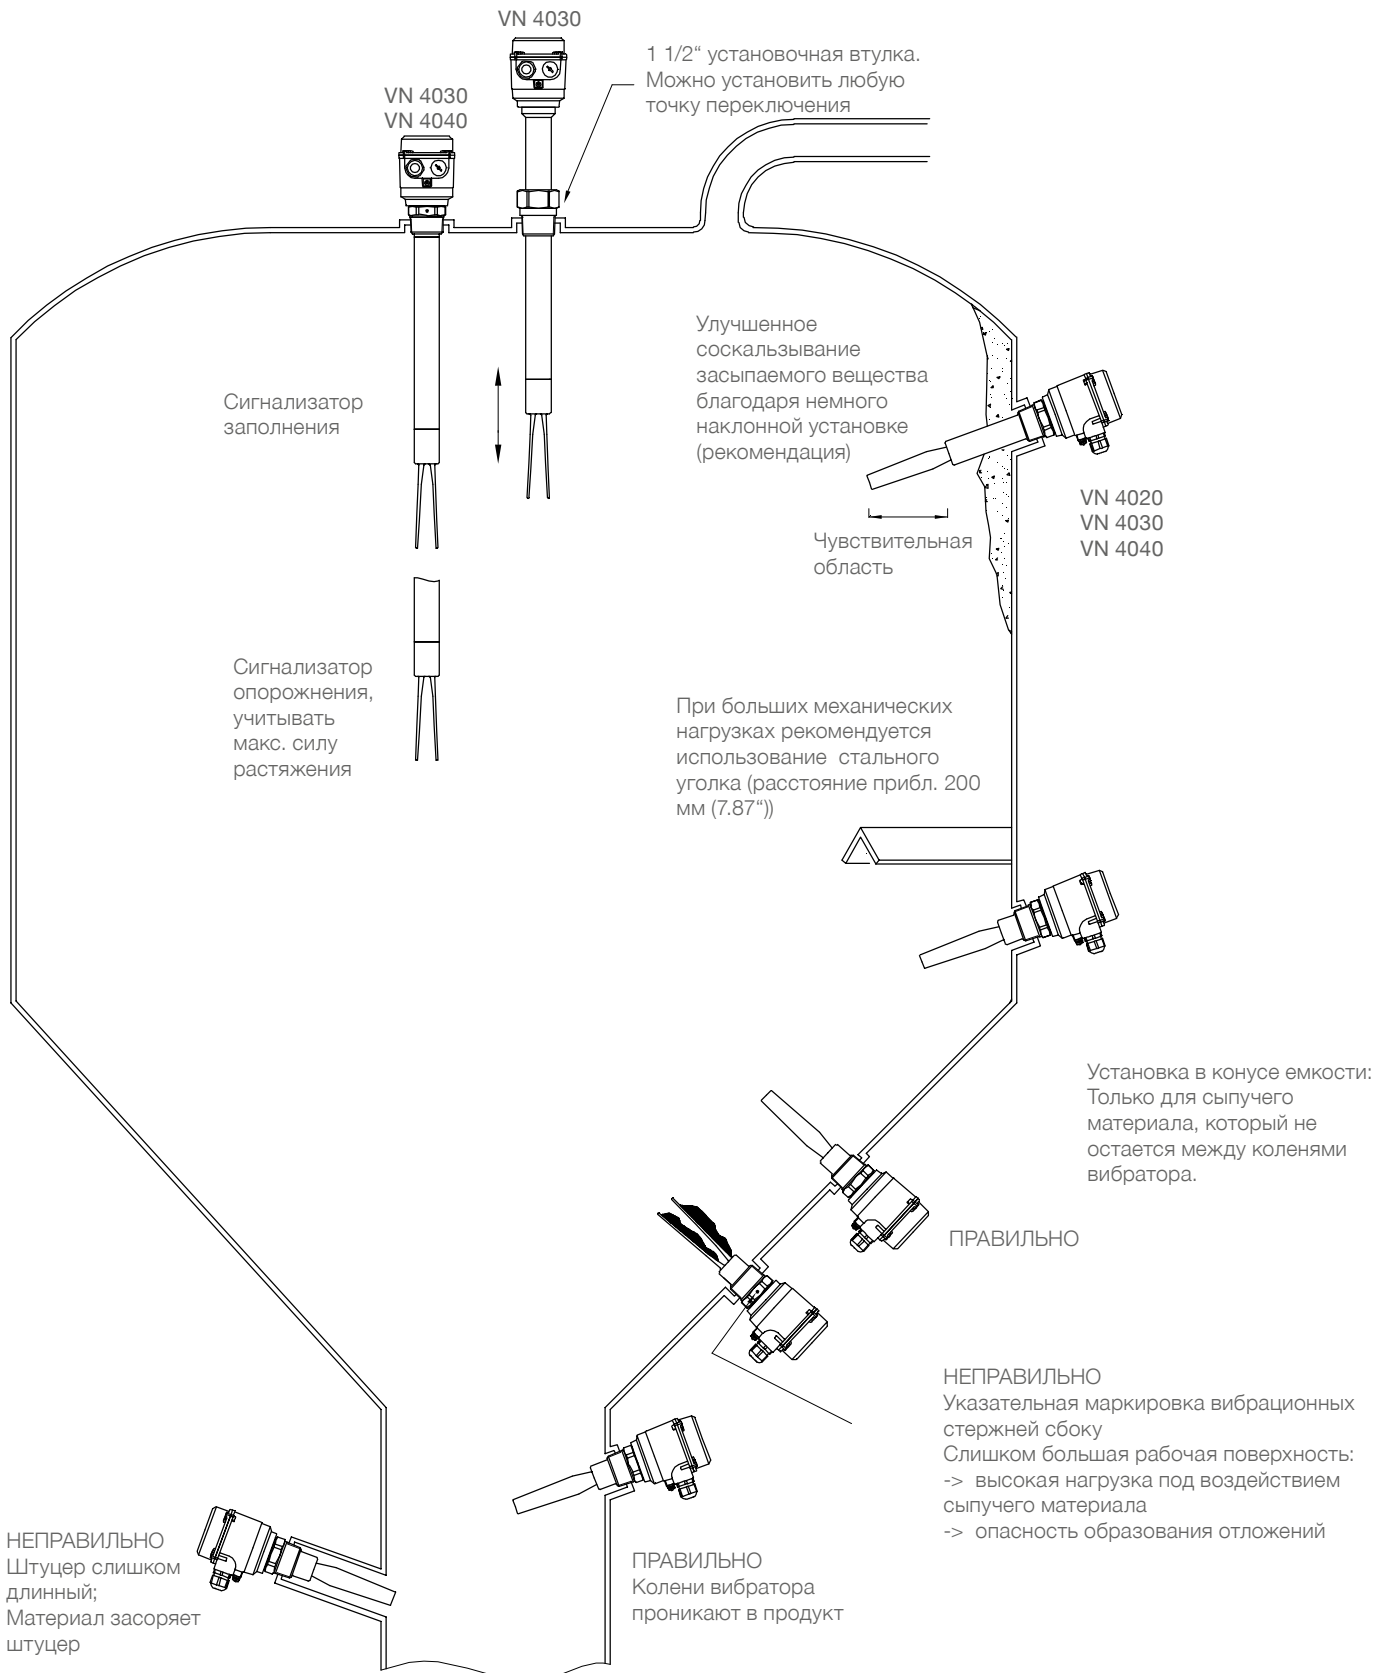 VN 4030
1 1/2“ установочная втулка.
Можно установить любую
точку переключения
VN 4030
VN 4040
Улучшенное
соскальзывание
засыпаемого вещества
благодаря немного
наклонной установке
(рекомендация)
Сигнализатор
заполнения
VN 4020
VN 4030
VN 4040
Чувствительная
область
Сигнализатор
опорожнения,
учитывать
макс. силу
растяжения
При больших механических
нагрузках рекомендуется
использование стального
уголка (расстояние прибл. 200
мм (7.87“))
Установка в конусе емкости:
Только для сыпучего
материала, который не
остается между коленями
вибратора.
ПРАВИЛЬНО
НЕПРАВИЛЬНО
Указательная маркировка вибрационных
стержней сбоку
Слишком большая рабочая поверхность:
-> высокая нагрузка под воздействием
сыпучего материала
-> опасность образования отложений
НЕПРАВИЛЬНО
Штуцер слишком
длинный;
Материал засоряет
штуцер
ПРАВИЛЬНО
Колени вибратора
проникают в продукт